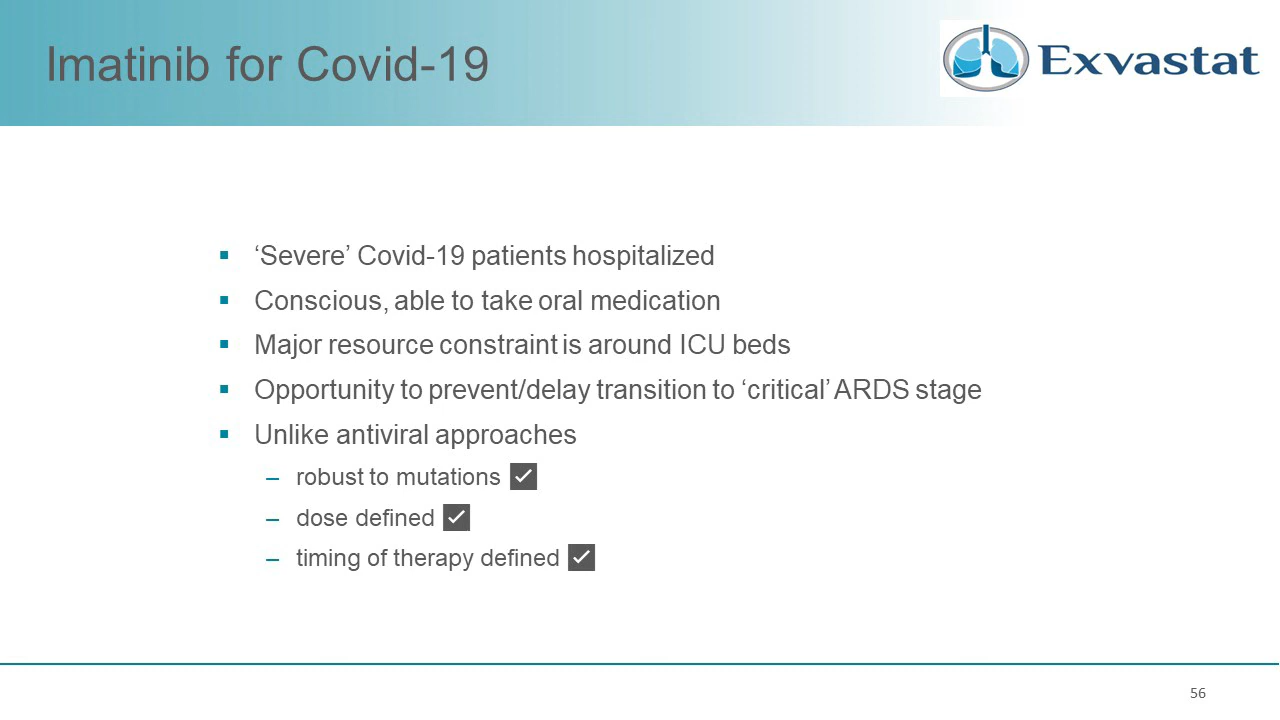 Imatinib for Covid-19
Exvastat
▪ ‘Severe’ Covid-19 patients hospitalized
▪ Conscious, able to take oral medication
▪ Major resource constraint is around ICU beds
▪ Opportunity to prevent/delay transition to ‘critical’ ARDS stage
▪ Unlike antiviral approaches
– robust to mutations ☑
– dose defined ☑
– timing of therapy defined ☑
56